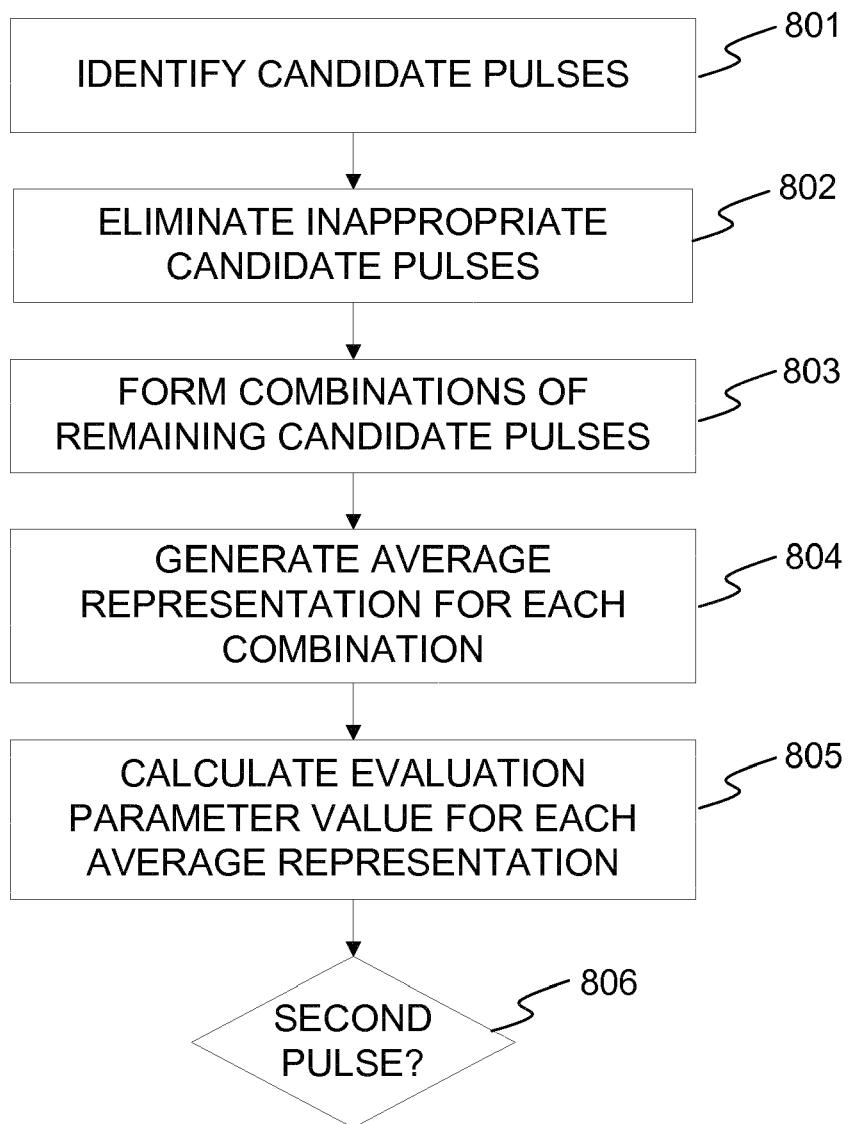 801
IDENTIFY CANDIDATE PULSES
802
ELIMINATE INAPPROPRIATE
CANDIDATE PULSES
803
FORM COMBINATIONS OF
REMAINING CANDIDATE PULSES
804
GENERATE AVERAGE
REPRESENTATION FOR EACH
COMBINATION
805
CALCULATE EVALUATION
PARAMETER VALUE FOR EACH
AVERAGE REPRESENTATION
806
SECOND
PULSE?